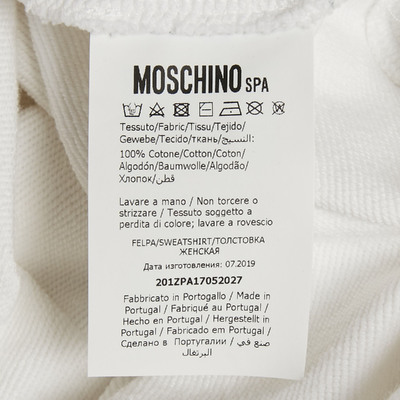 MOSCHINO SPA
Tessuto/Fabric/Tissu/Tejido/
Gewebe/Tecido/ткань/النسيج:
100% Cotone/Cotton/Coton/
Algodón/Baumwolle/Algodão/
Хлопок/قطن
Lavare a mano / Non torcere o
strizzare / Tessuto soggetto a
perdita di colore; lavare a rovescio
FELPA/SWEATSHIRT/ТОЛСТОВКА
ЖЕНСКАЯ
Дата изготовления: 07.2019
201ZPA17052027
Fabbricato in Portogallo / Made in
Portugal / Fabriqué au Portugal /
Hecho en Portugal / Hergestellt in
Portugal / Fabricado em Portugal /
Сделано в Португалии / صنع في
البرتغال